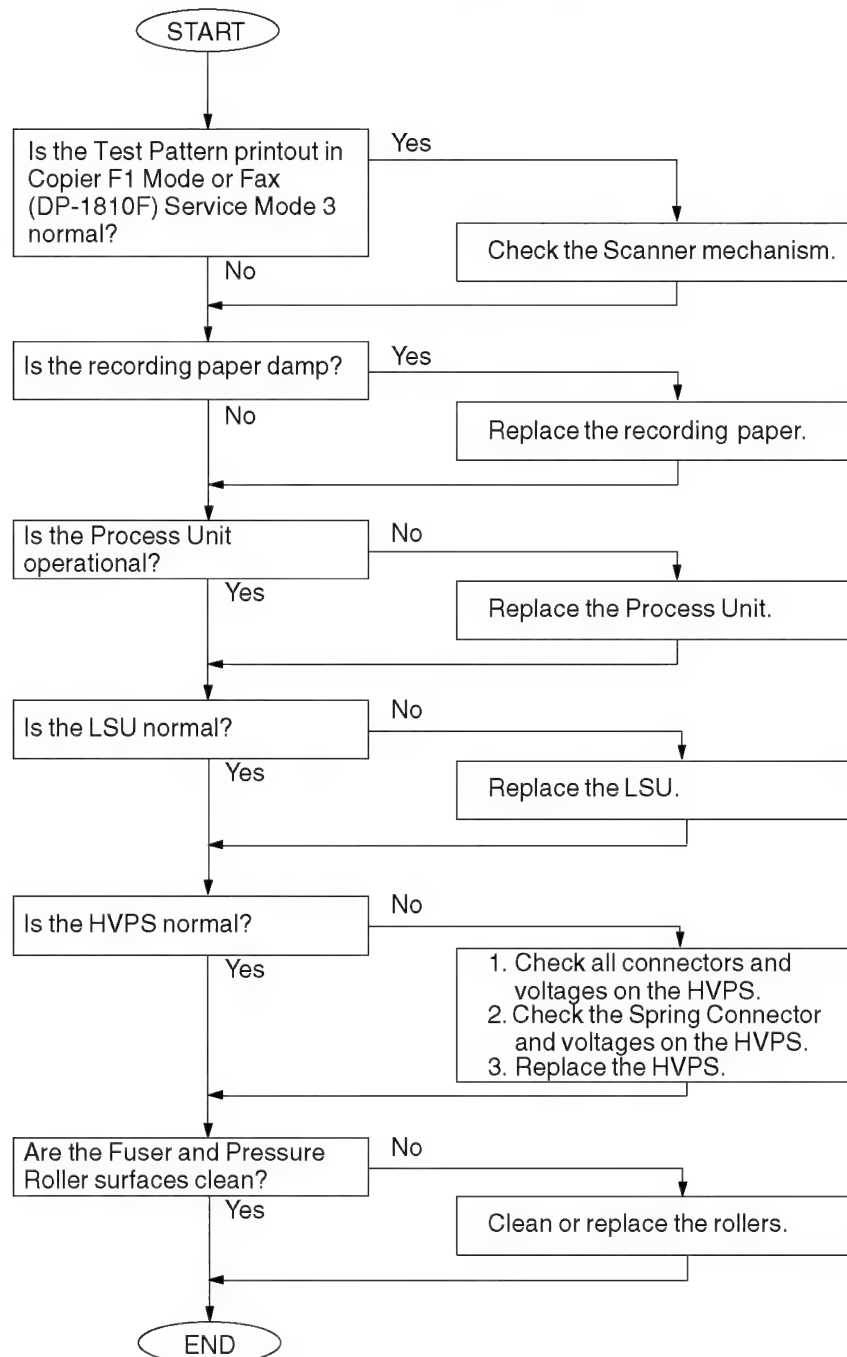 START
Is the Test Pattern printout in
Copier F1 Mode or Fax
(DP-1810F) Service Mode 3
normal?
Yes
No
Check the Scanner mechanism.
Is the recording paper damp?
Yes
No
Replace the recording paper.
Is the Process Unit
operational?
No
Yes
Replace the Process Unit.
Is the LSU normal?
No
Yes
Replace the LSU.
Is the HVPS normal?
No
Yes
1. Check all connectors and
voltages on the HVPS.
2. Check the Spring Connector
and voltages on the HVPS.
3. Replace the HVPS.
Are the Fuser and Pressure
Roller surfaces clean?
No
Yes
Clean or replace the rollers.
END